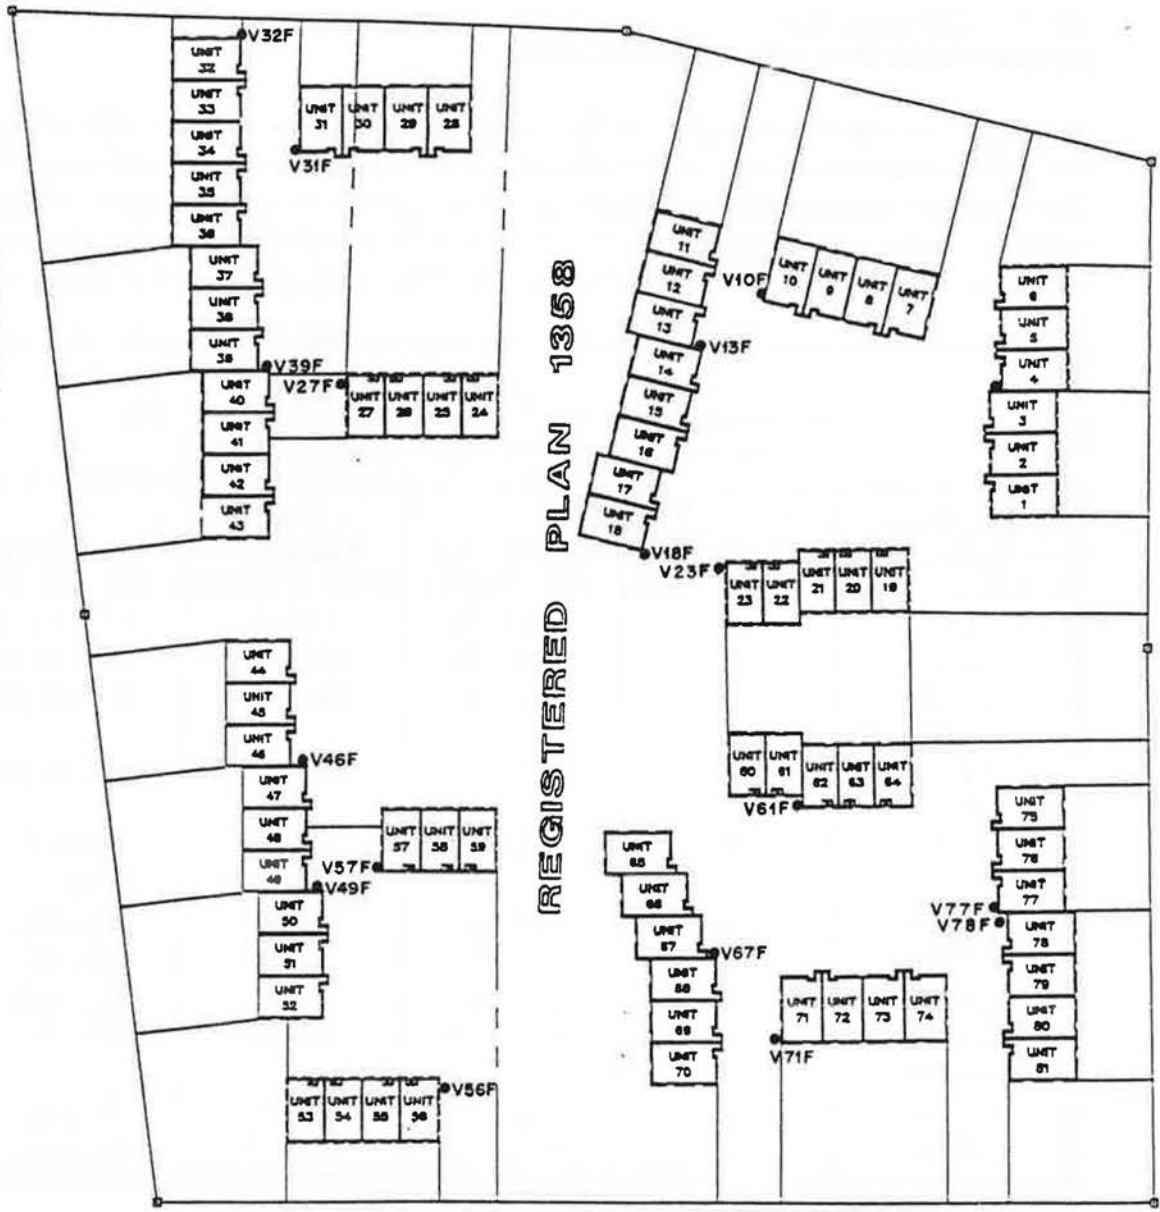 V32F
UNIT 32
UNIT 33
UNIT 34
UNIT 35
UNIT 36
UNIT 37
UNIT 38
UNIT 39
V39F
UNIT 40
UNIT 41
UNIT 42
UNIT 43
UNIT 31
UNIT 30
UNIT 29
UNIT 28
V31F
V27F
UNIT 27
UNIT 26
UNIT 25
UNIT 24
REGISTERED PLAN 1358
UNIT 11
UNIT 12
UNIT 13
V13F
UNIT 14
UNIT 15
UNIT 16
UNIT 17
UNIT 18
V18F
V10F
UNIT 10
UNIT 9
UNIT 8
UNIT 7
UNIT 6
UNIT 5
UNIT 4
UNIT 3
UNIT 2
UNIT 1
V23F
UNIT 23
UNIT 22
UNIT 21
UNIT 20
UNIT 19
UNIT 44
UNIT 45
UNIT 46
V46F
UNIT 47
UNIT 48
UNIT 49
V49F
UNIT 50
UNIT 51
UNIT 52
V57F
UNIT 57
UNIT 58
UNIT 59
UNIT 53
UNIT 54
UNIT 55
UNIT 56
V56F
UNIT 60
UNIT 61
UNIT 62
UNIT 63
UNIT 64
V61F
UNIT 65
UNIT 66
UNIT 67
V67F
UNIT 68
UNIT 69
UNIT 70
UNIT 71
UNIT 72
UNIT 73
UNIT 74
V71F
UNIT 75
UNIT 76
UNIT 77
V77F
V78F
UNIT 78
UNIT 79
UNIT 80
UNIT 81